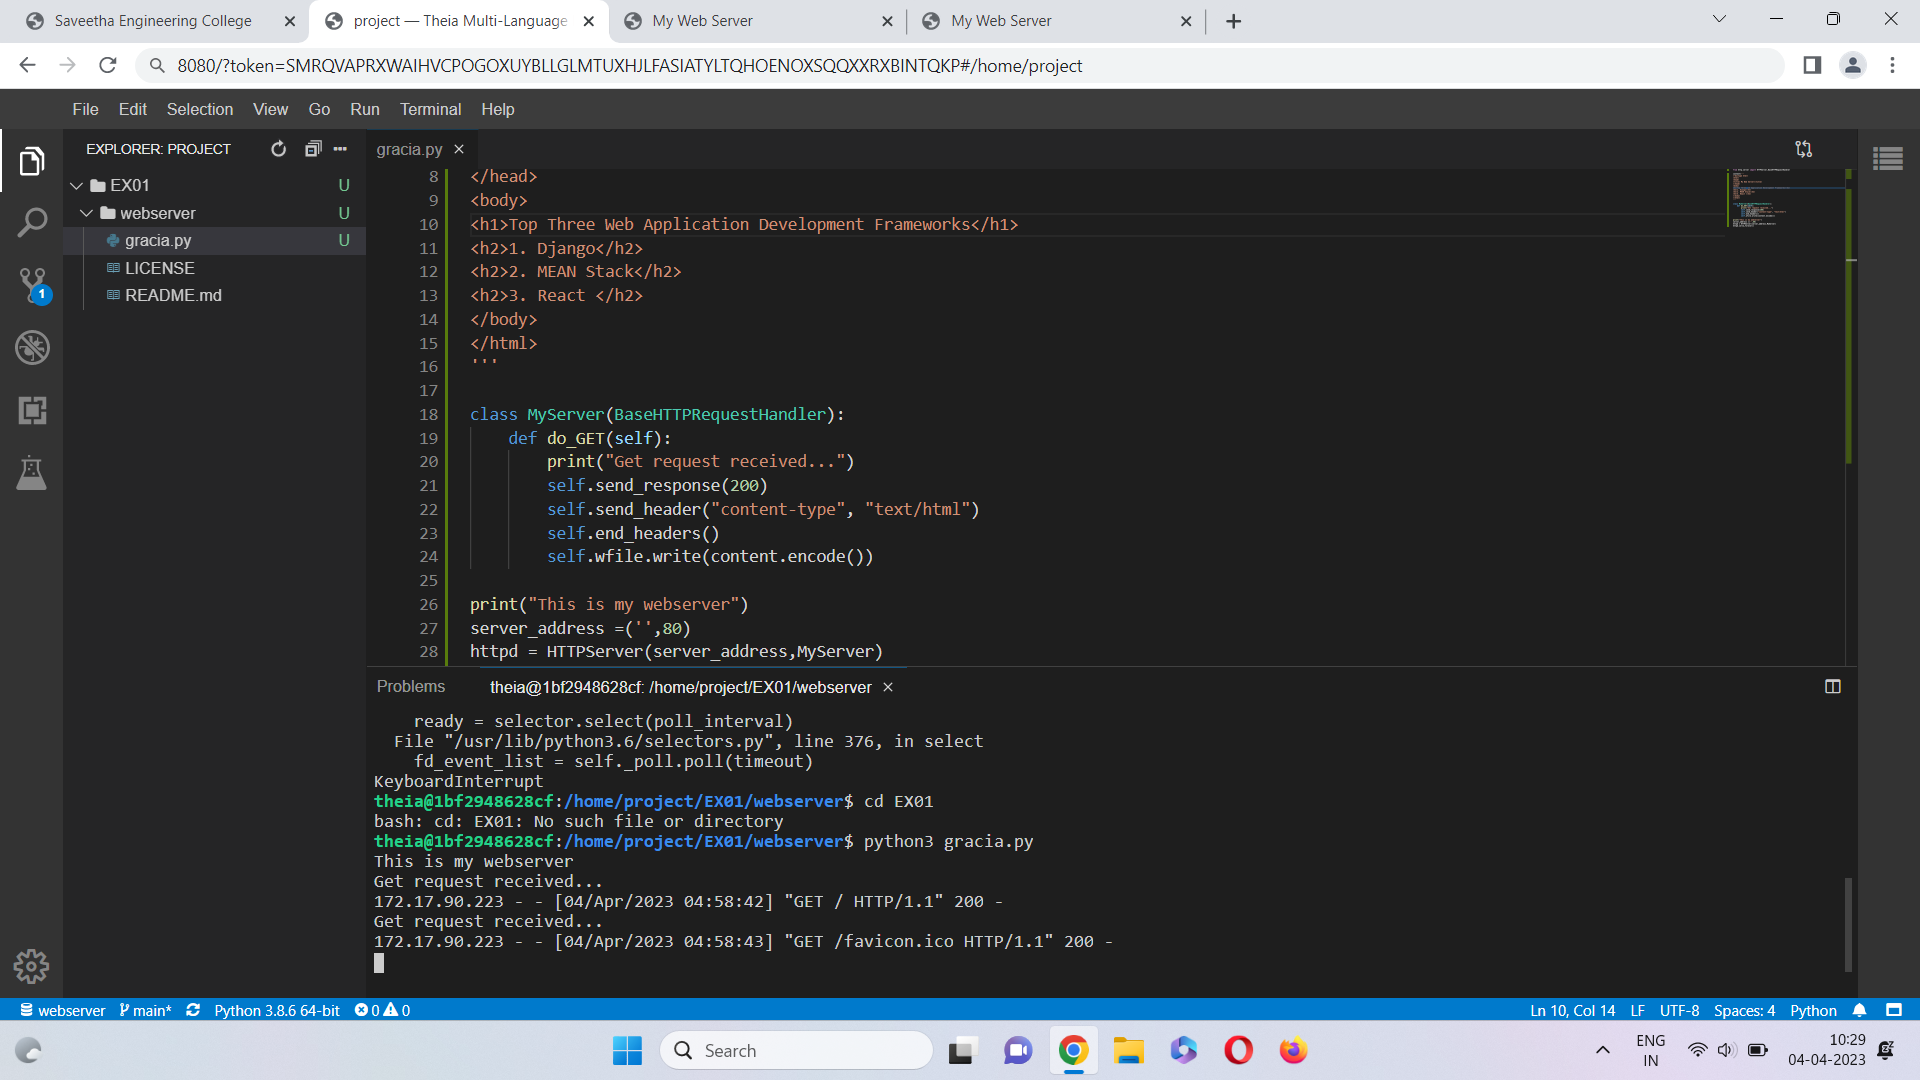 Saveetha Engineering College
project — Theia Multi-Language
My Web Server
My Web Server
8080/?token=SMRQVAPRXWAIHVCPOGOXUYBLLGLMTUXHJLFASIATYLTQHOENOXSQQXXRXBINTQKP#/home/project
File Edit Selection View Go Run Terminal Help
EXPLORER: PROJECT
EX01 U
webserver U
gracia.py U
LICENSE
README.md
1
gracia.py
8 </head>
9 <body>
10 <h1>Top Three Web Application Development Frameworks</h1>
11 <h2>1. Django</h2>
12 <h2>2. MEAN Stack</h2>
13 <h2>3. React </h2>
14 </body>
15 </html>
16 '''
17
18 class MyServer(BaseHTTPRequestHandler):
19 def do_GET(self):
20 print("Get request received...")
21 self.send_response(200)
22 self.send_header("content-type", "text/html")
23 self.end_headers()
24 self.wfile.write(content.encode())
25
26 print("This is my webserver")
27 server_address =('',80)
28 httpd = HTTPServer(server_address,MyServer)
Problems theia@1bf2948628cf: /home/project/EX01/webserver
ready = selector.select(poll_interval)
File "/usr/lib/python3.6/selectors.py", line 376, in select
fd_event_list = self._poll.poll(timeout)
KeyboardInterrupt
theia@1bf2948628cf:/home/project/EX01/webserver$ cd EX01
bash: cd: EX01: No such file or directory
theia@1bf2948628cf:/home/project/EX01/webserver$ python3 gracia.py
This is my webserver
Get request received...
172.17.90.223 - - [04/Apr/2023 04:58:42] "GET / HTTP/1.1" 200 -
Get request received...
172.17.90.223 - - [04/Apr/2023 04:58:43] "GET /favicon.ico HTTP/1.1" 200 -
webserver main* Python 3.8.6 64-bit 0 0 Ln 10, Col 14 LF UTF-8 Spaces: 4 Python
Search
ENG
IN
10:29
04-04-2023